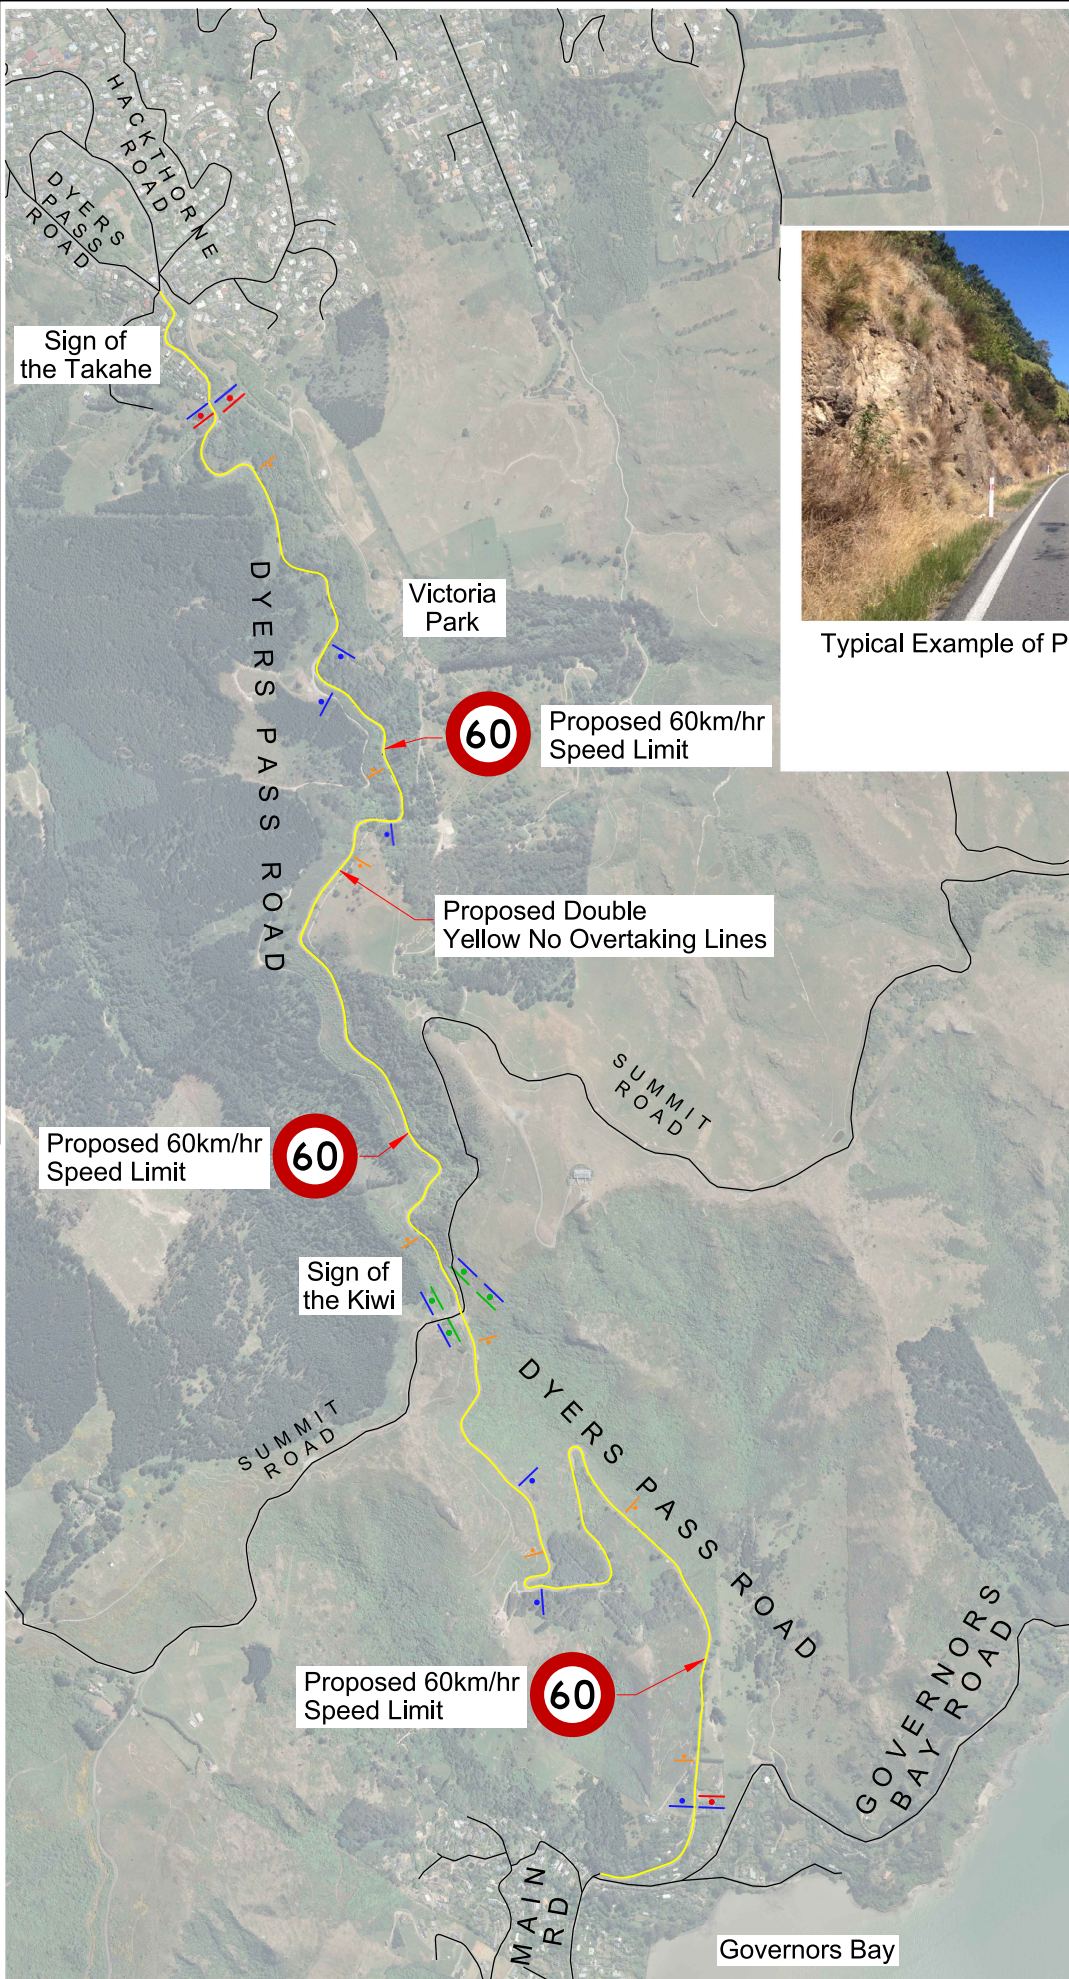 HACKTHORNE
ROAD
DYERS
PASS
ROAD
Sign of
the Takahe
Victoria
Park
Typical Example of P
DYERS PASS ROAD
60
Proposed 60km/hr
Speed Limit
Proposed Double
Yellow No Overtaking Lines
SUMMIT
ROAD
Proposed 60km/hr
Speed Limit
60
Sign of
the Kiwi
SUMMIT
ROAD
DYERS PASS ROAD
Proposed 60km/hr
Speed Limit
60
GOVERNORS
BAY ROAD
MAIN
RD
Governors Bay